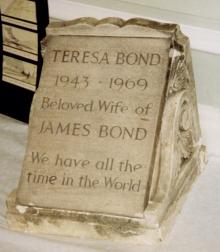 TERESA BOND
1943 - 1969
Beloved Wife of
JAMES BOND
We have all the
time in the World